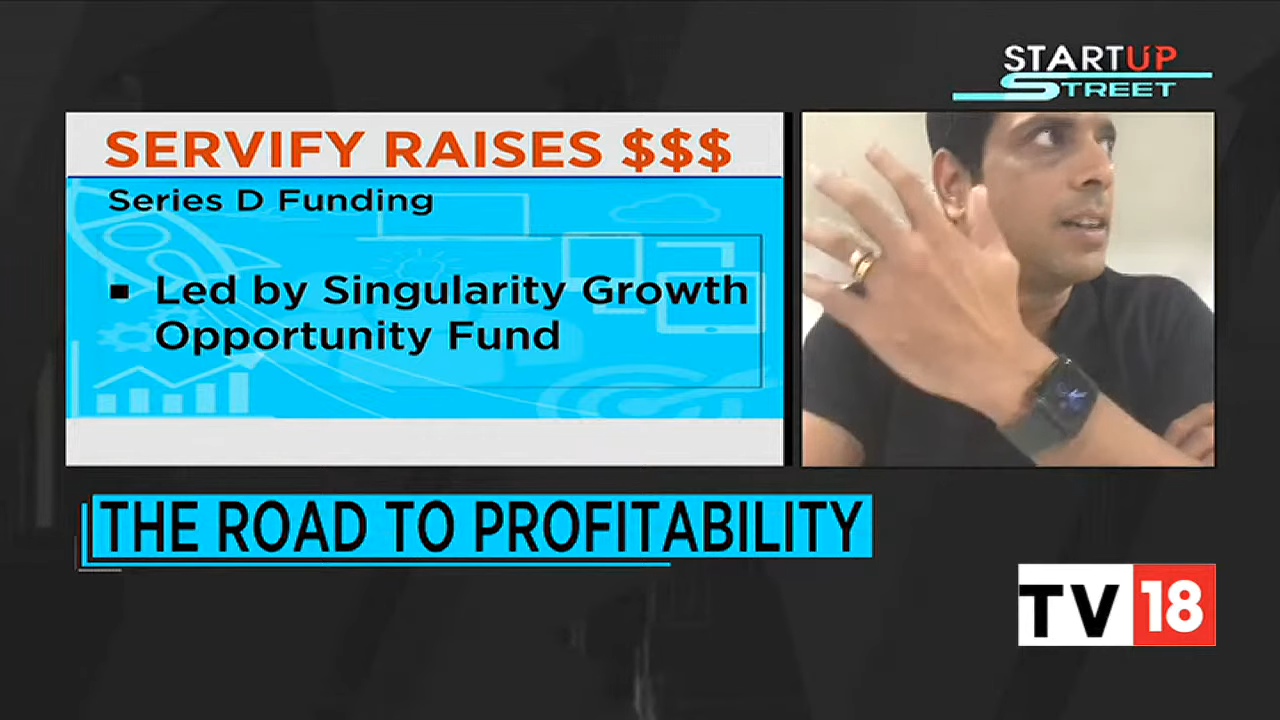 STARTUP
STREET
SERVIFY RAISES $$$
Series D Funding
▪ Led by Singularity Growth
Opportunity Fund
THE ROAD TO PROFITABILITY
TV18